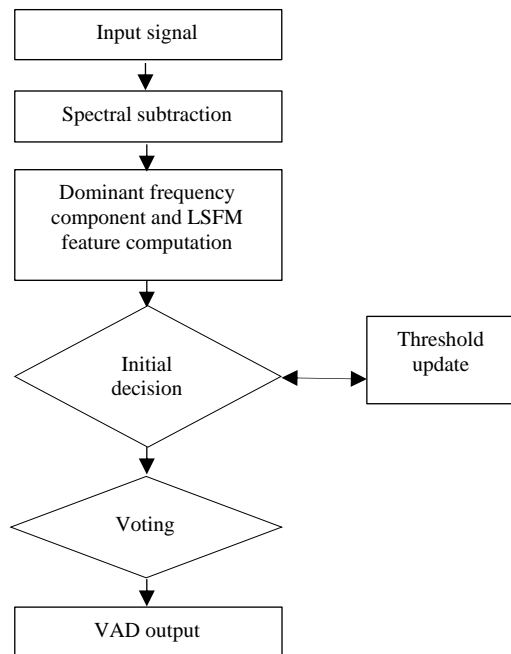 Input signal
Spectral subtraction
Dominant frequency
component and LSFM
feature computation
Initial
decision
Threshold
update
Voting
VAD output